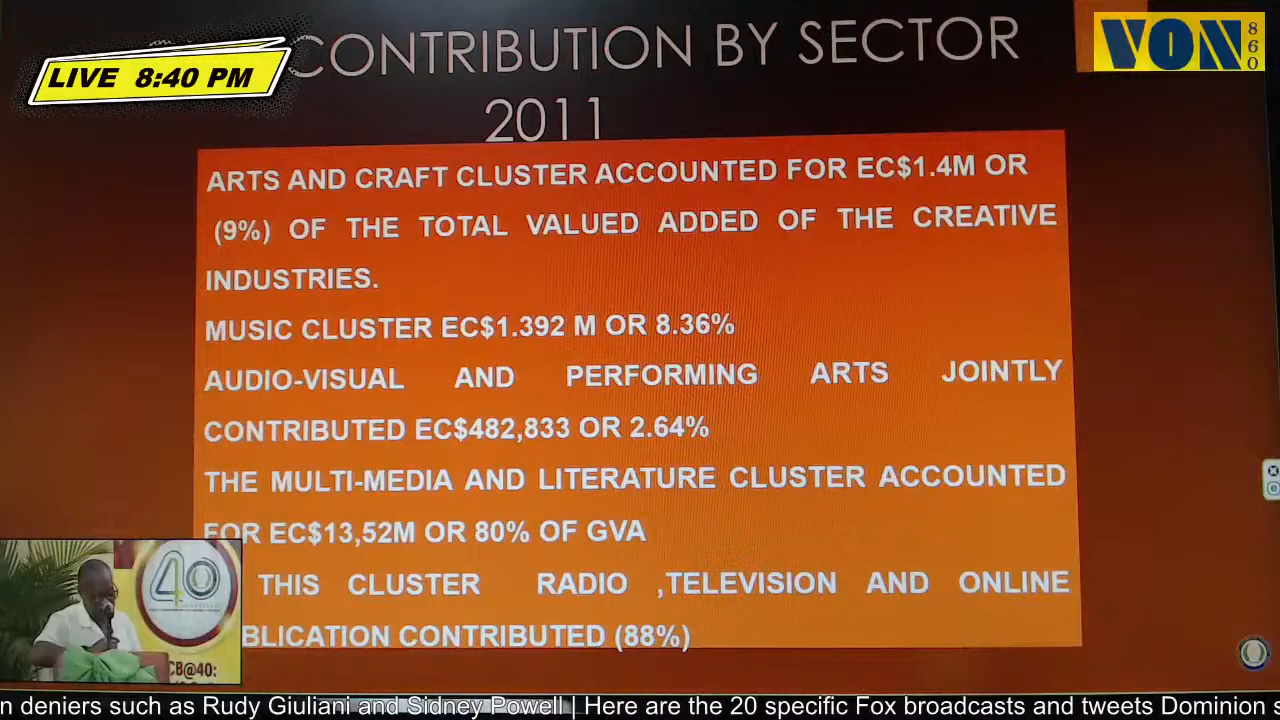 LIVE 8:40 PM
CONTRIBUTION BY SECTOR
2011
VON
860
ARTS AND CRAFT CLUSTER ACCOUNTED FOR EC$1.4M OR
(9%) OF THE TOTAL VALUED ADDED OF THE CREATIVE
INDUSTRIES.
MUSIC CLUSTER EC$1.392 M OR 8.36%
AUDIO-VISUAL AND PERFORMING ARTS JOINTLY
CONTRIBUTED EC$482,833 OR 2.64%
THE MULTI-MEDIA AND LITERATURE CLUSTER ACCOUNTED
FOR EC$13,52M OR 80% OF GVA
THIS CLUSTER RADIO ,TELEVISION AND ONLINE
BLICATION CONTRIBUTED (88%)
40
CB@40:
n deniers such as Rudy Giuliani and Sidney Powell | Here are the 20 specific Fox broadcasts and tweets Dominion s